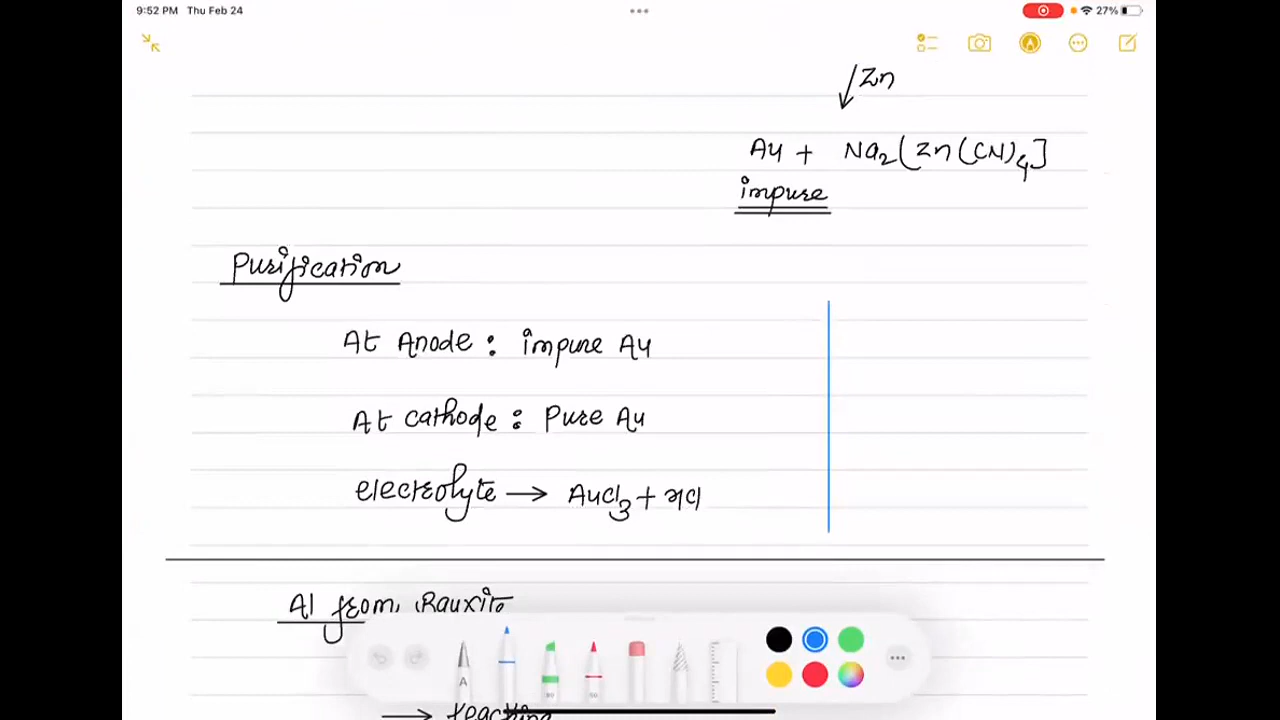 9:52 PM Thu Feb 24
27%
↓ Zn
Au + Na₂[Zn(CN)₄]
impure
Purification
At Anode : impure Au
At cathode : Pure Au
electrolyte → AuCl₃ + HCl
Al from Bauxite
→ leaching
A